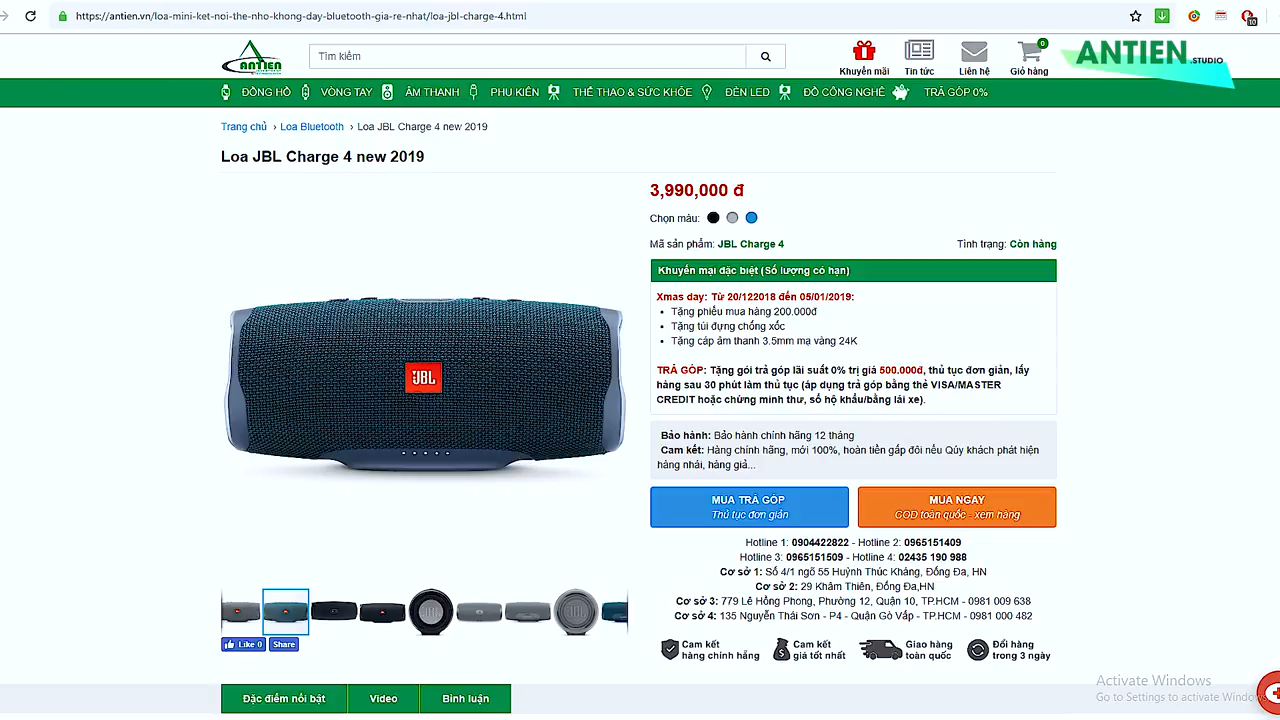 https://antien.vn/loa-mini-ket-noi-the-nho-khong-day-bluetooth-gia-re-nhat/loa-jbl-charge-4.html
10
ANTIEN
Tìm kiếm
Khuyến mãi
Tin tức
Liên hệ
0
Giỏ hàng
ANTIEN.STUDIO
ĐỒNG HỒ
VÒNG TAY
ÂM THANH
PHỤ KIỆN
THỂ THAO & SỨC KHỎE
ĐÈN LED
ĐỒ CÔNG NGHỆ
TRẢ GÓP 0%
Trang chủ › Loa Bluetooth › Loa JBL Charge 4 new 2019
Loa JBL Charge 4 new 2019
3,990,000 đ
Chọn màu:
Mã sản phẩm: JBL Charge 4
Tình trạng: Còn hàng
Khuyến mại đặc biệt (Số lượng có hạn)
Xmas day: Từ 20/122018 đến 05/01/2019:
Tặng phiếu mua hàng 200.000đ
Tặng túi đựng chống xốc
Tặng cáp âm thanh 3.5mm mạ vàng 24K
TRẢ GÓP: Tặng gói trả góp lãi suất 0% trị giá 500.000đ, thủ tục đơn giản, lấy
hàng sau 30 phút làm thủ tục (áp dụng trả góp bằng thẻ VISA/MASTER
CREDIT hoặc chứng minh thư, sổ hộ khẩu/bằng lái xe).
Bảo hành: Bảo hành chính hãng 12 tháng
Cam kết: Hàng chính hãng, mới 100%, hoàn tiền gấp đôi nếu Qúy khách phát hiện
hàng nhái, hàng giả...
MUA TRẢ GÓP
Thủ tục đơn giản
MUA NGAY
COD toàn quốc - xem hàng
Hotline 1: 0904422822 - Hotline 2: 0965151409
Hotline 3: 0965151509 - Hotline 4: 02435 190 988
Cơ sở 1: Số 4/1 ngõ 55 Huỳnh Thúc Kháng, Đống Đa, HN
Cơ sở 2: 29 Khâm Thiên, Đống Đa,HN
Cơ sở 3: 779 Lê Hồng Phong, Phường 12, Quận 10, TP.HCM - 0981 009 638
Cơ sở 4: 135 Nguyễn Thái Sơn - P4 - Quận Gò Vấp - TP.HCM - 0981 000 482
Cam kết
hàng chính hãng
Cam kết
giá tốt nhất
Giao hàng
toàn quốc
Đổi hàng
trong 3 ngày
JBL
Like 0
Share
Đặc điểm nổi bật
Video
Bình luận
Activate Windows
Go to Settings to activate Windows